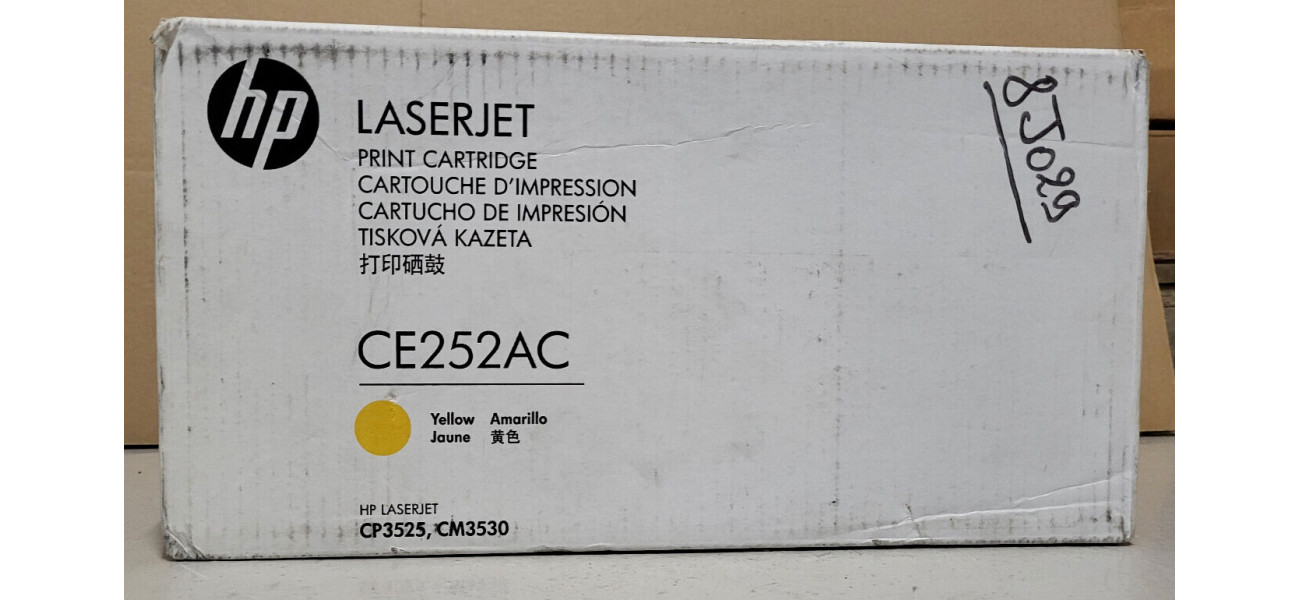 hp
LASERJET
PRINT CARTRIDGE
CARTOUCHE D'IMPRESSION
CARTUCHO DE IMPRESIÓN
TISKOVÁ KAZETA
打印硒鼓
CE252AC
Yellow Amarillo
Jaune 黄色
HP LASERJET
CP3525, CM3530
8J029